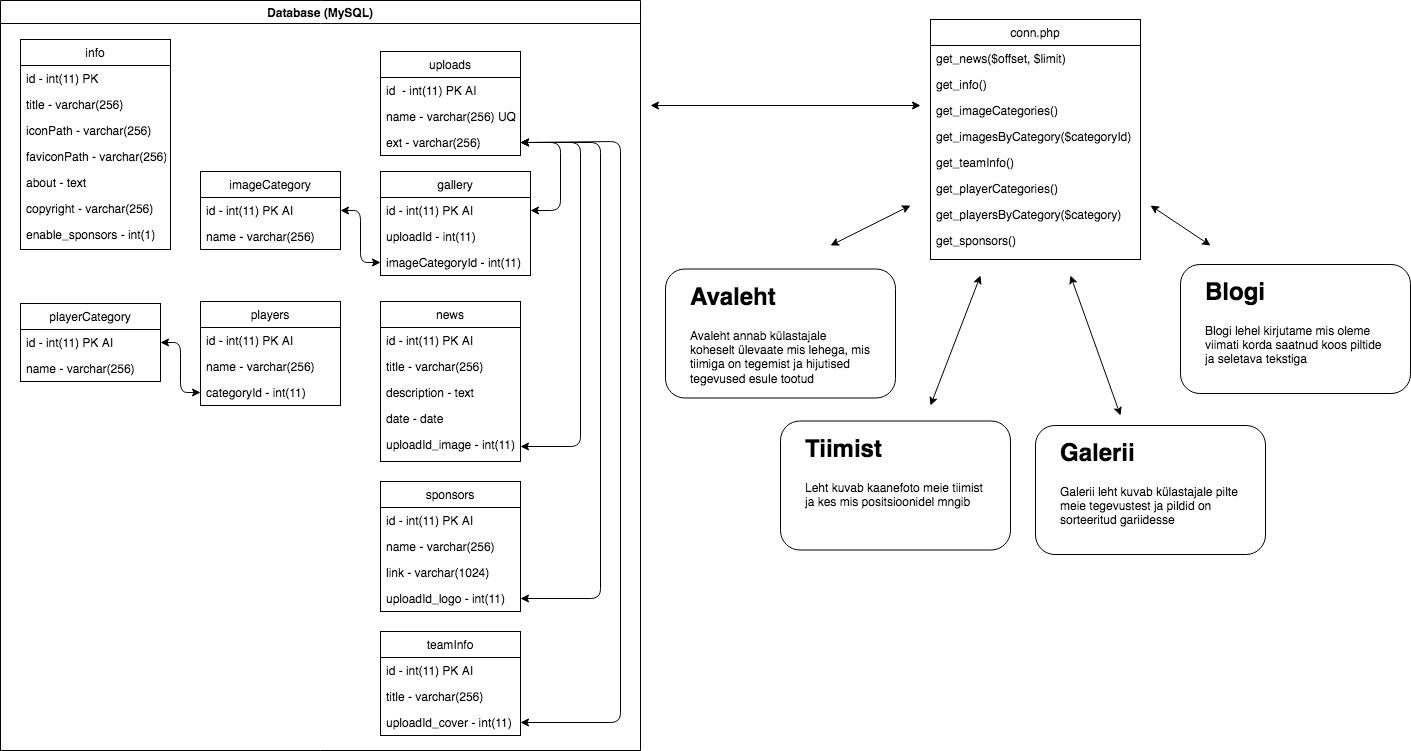 Database (MySQL)
info
id - int(11) PK
title - varchar(256)
iconPath - varchar(256)
faviconPath - varchar(256)
about - text
copyright - varchar(256)
enable_sponsors - int(1)
uploads
id - int(11) PK AI
name - varchar(256) UQ
ext - varchar(256)
imageCategory
id - int(11) PK AI
name - varchar(256)
gallery
id - int(11) PK AI
uploadId - int(11)
imageCategoryId - int(11)
playerCategory
id - int(11) PK AI
name - varchar(256)
players
id - int(11) PK AI
name - varchar(256)
categoryId - int(11)
news
id - int(11) PK AI
title - varchar(256)
description - text
date - date
uploadId_image - int(11)
sponsors
id - int(11) PK AI
name - varchar(256)
link - varchar(1024)
uploadId_logo - int(11)
teamInfo
id - int(11) PK AI
title - varchar(256)
uploadId_cover - int(11)
conn.php
get_news($offset, $limit)
get_info()
get_imageCategories()
get_imagesByCategory($categoryId)
get_teamInfo()
get_playerCategories()
get_playersByCategory($category)
get_sponsors()
Avaleht
Avaleht annab külastajale
koheselt ülevaate mis lehega, mis
tiimiga on tegemist ja hijutised
tegevused esule tootud
Blogi
Blogi lehel kirjutame mis oleme
viimati korda saatnud koos piltide
ja seletava tekstiga
Tiimist
Leht kuvab kaanefoto meie tiimist
ja kes mis positsioonidel mngib
Galerii
Galerii leht kuvab külastajale pilte
meie tegevustest ja pildid on
sorteeritud gariidesse